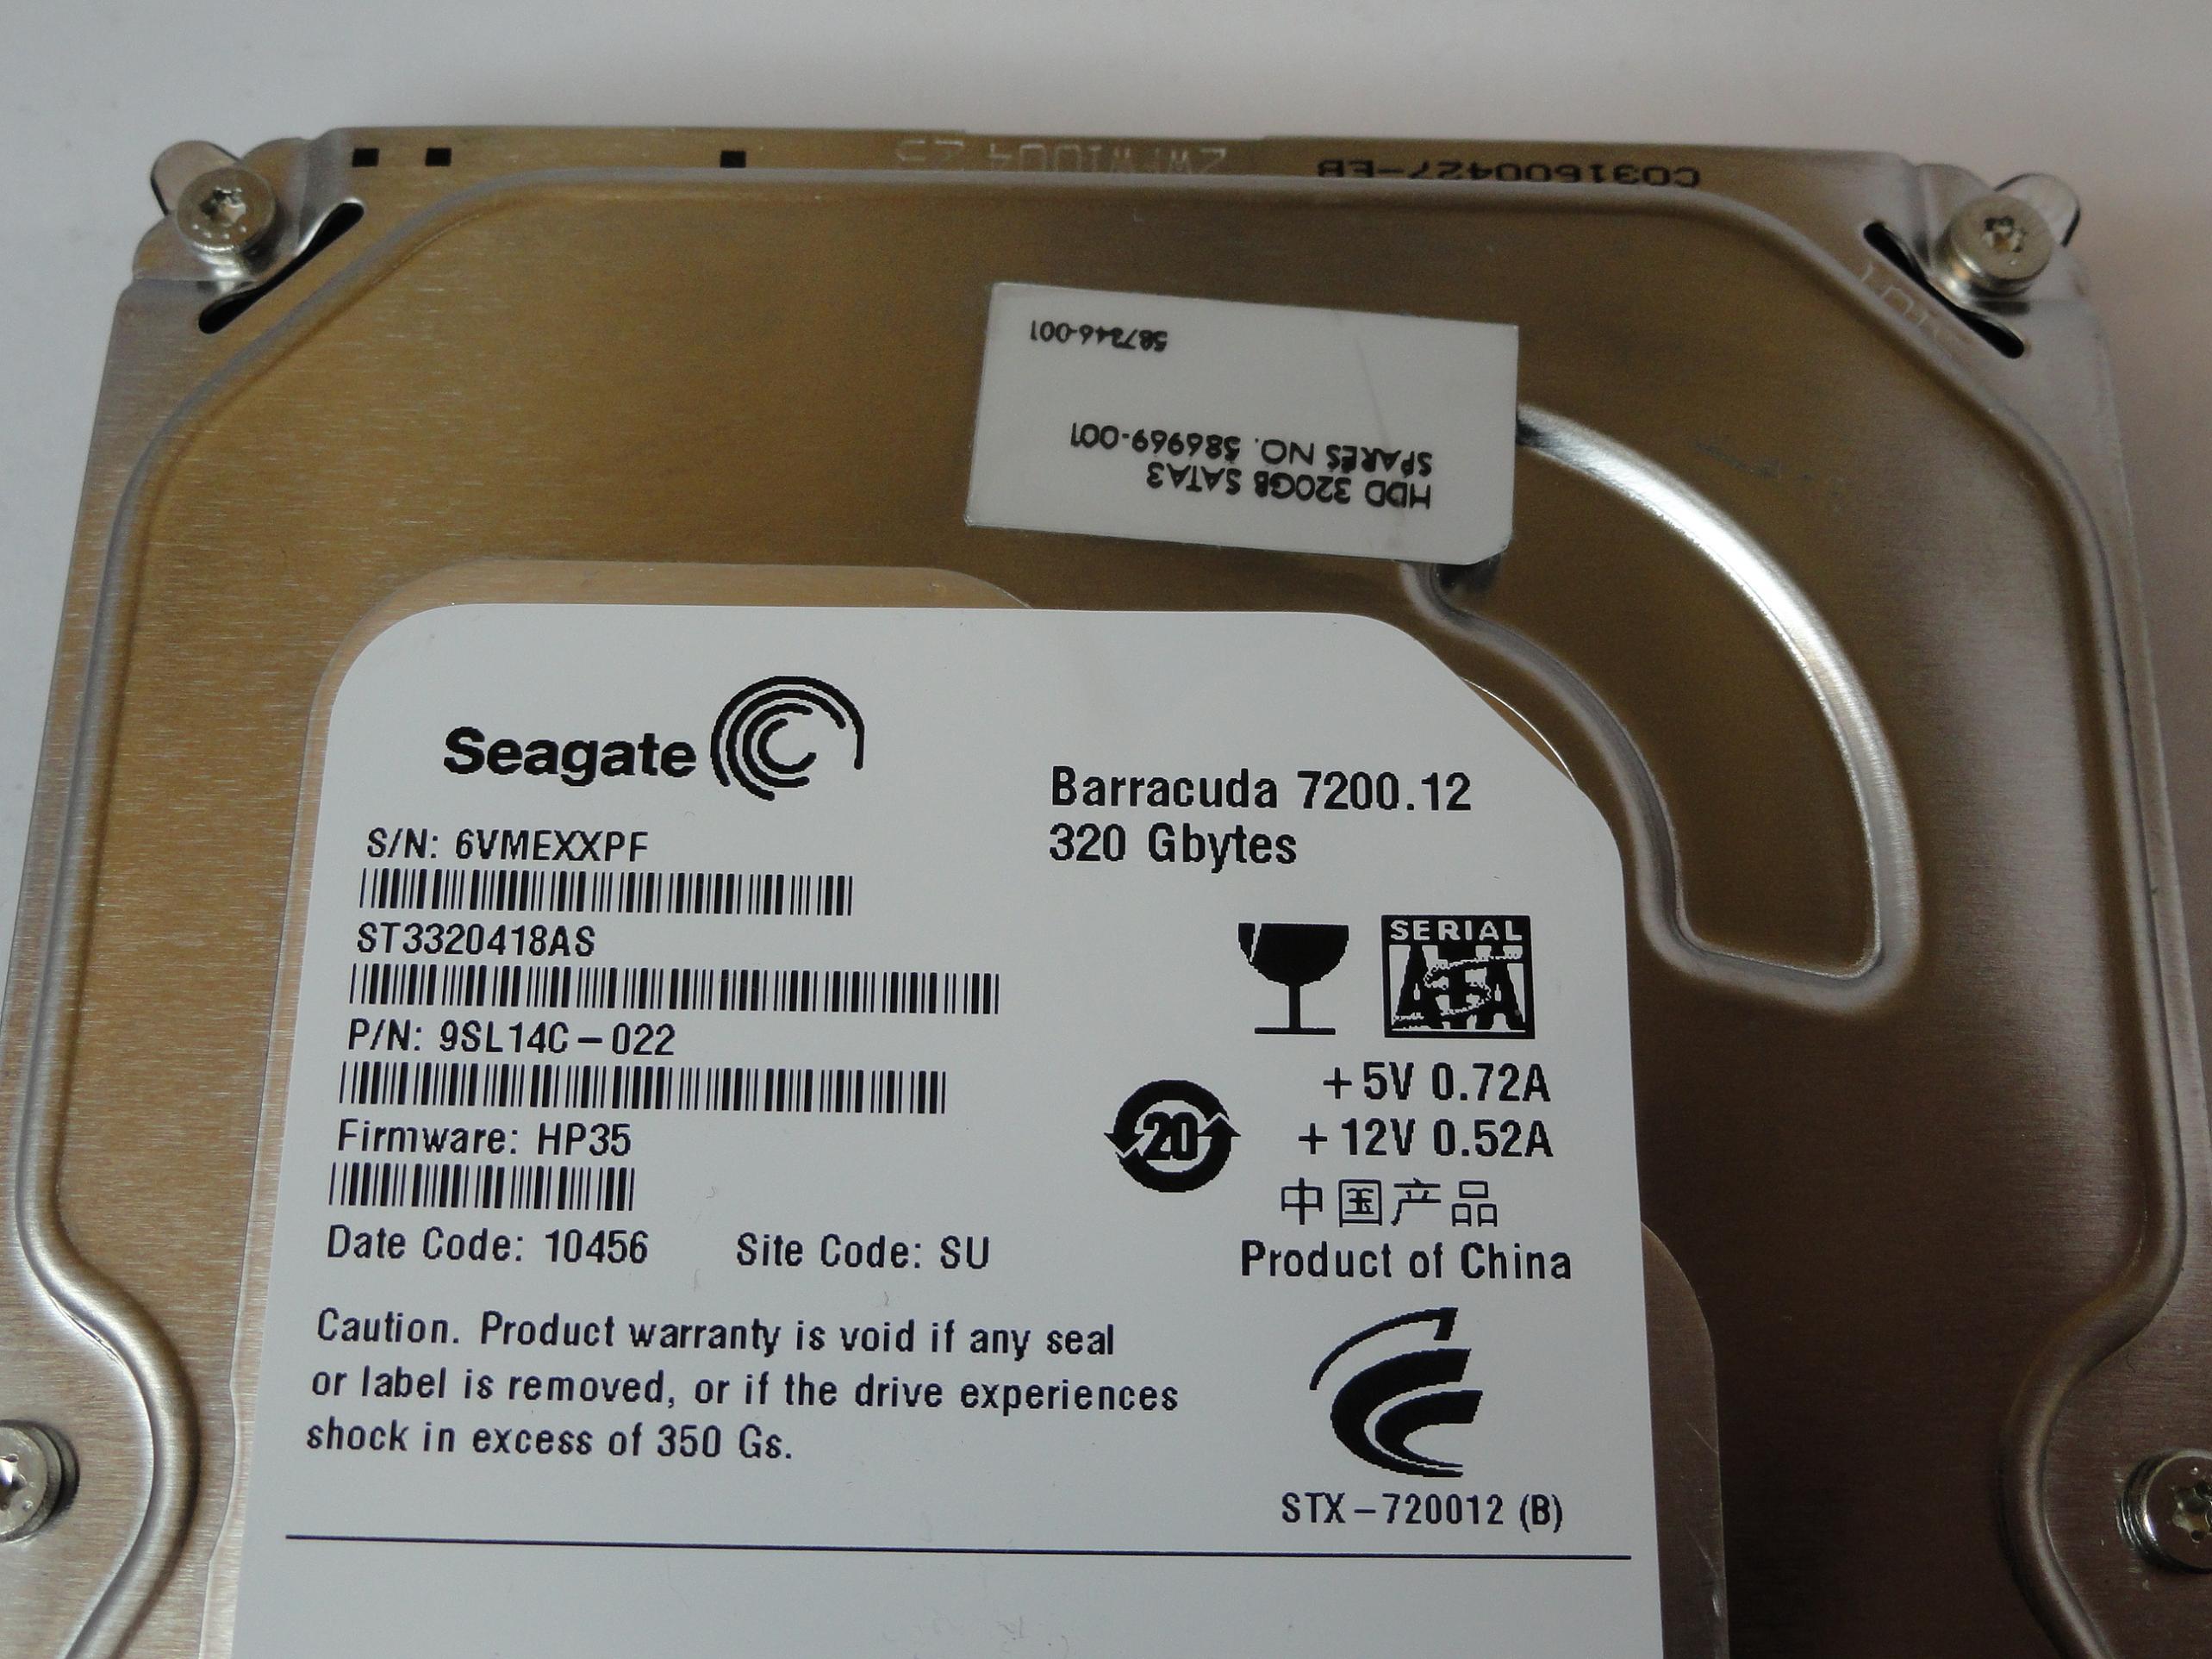 C031600427-EB
587346-001
HDD 320GB SATA3
SPARES NO. 586969-001
Seagate
Barracuda 7200.12
320 Gbytes
S/N: 6VMEXXPF
ST3320418AS
SERIAL
ATA
P/N: 9SL14C-022
+5V 0.72A
+12V 0.52A
20
Firmware: HP35
中国产品
Date Code: 10456 Site Code: SU
Product of China
Caution. Product warranty is void if any seal
or label is removed, or if the drive experiences
shock in excess of 350 Gs.
STX-720012 (B)